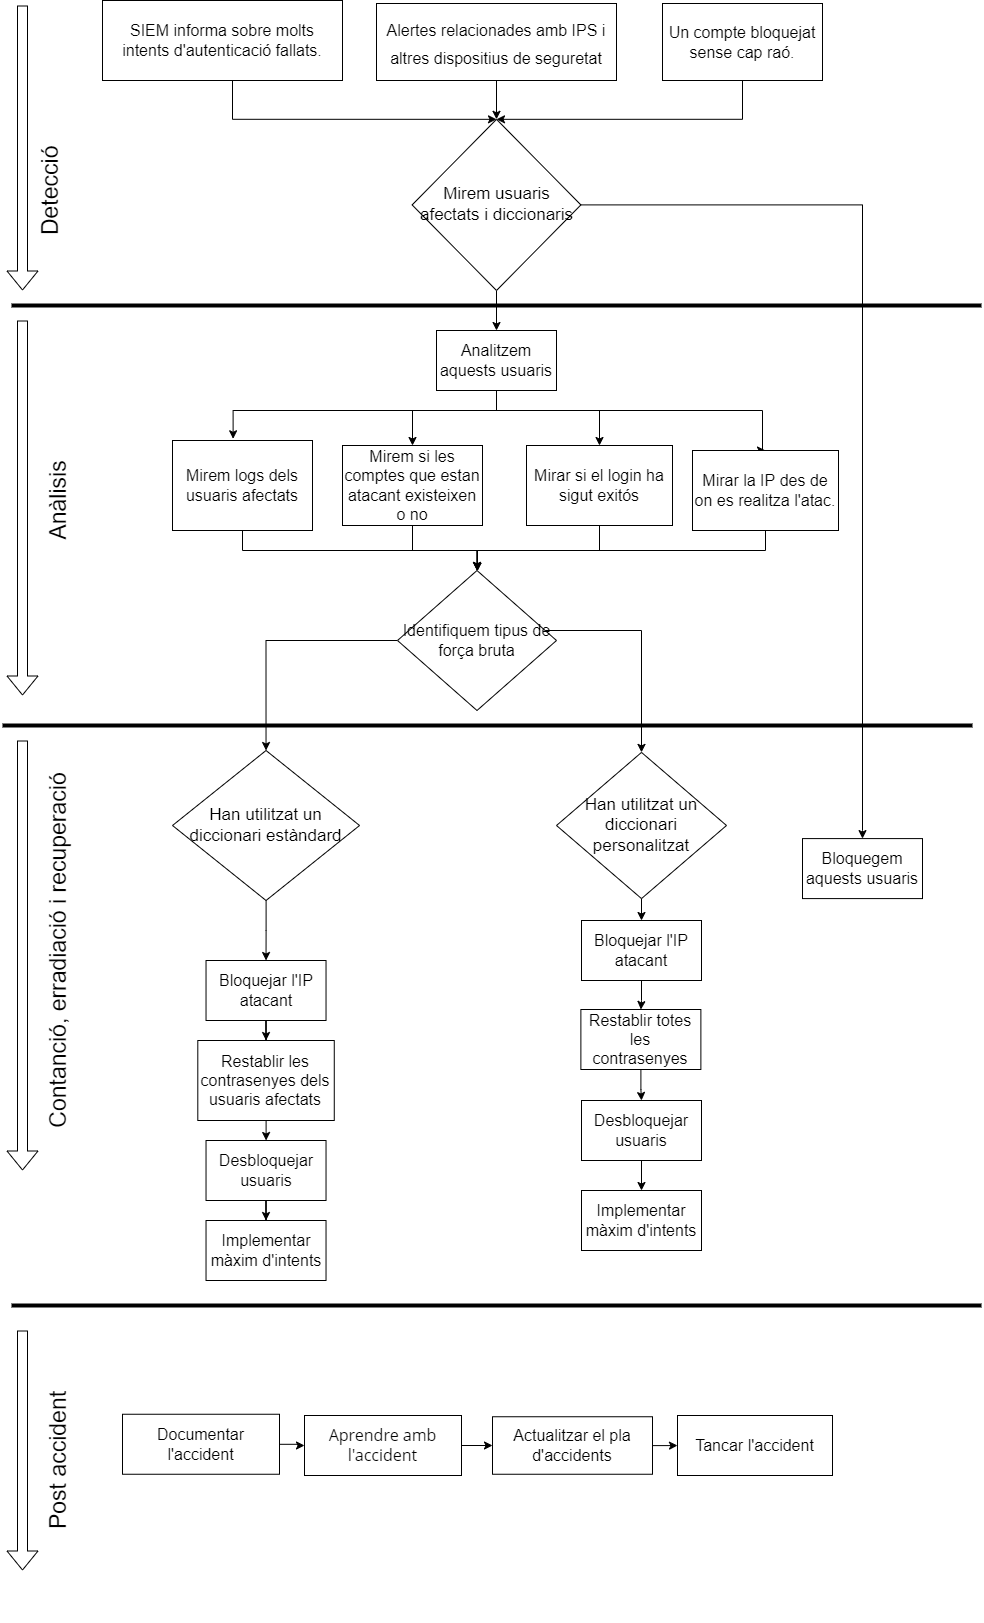 SIEM informa sobre molts
intents d'autenticació fallats.
Alertes relacionades amb IPS i
altres dispositius de seguretat
Un compte bloquejat
sense cap raó.
Detecció
Mirem usuaris
afectats i diccionaris
Analitzem
aquests usuaris
Anàlisis
Mirem logs dels
usuaris afectats
Mirem si les
comptes que estan
atacant existeixen
o no
Mirar si el login ha
sigut exitós
Mirar la IP des de
on es realitza l'atac.
Identifiquem tipus de
força bruta
Contanció, erradiació i recuperació
Han utilitzat un
diccionari estàndard
Han utilitzat un
diccionari
personalitzat
Bloquegem
aquests usuaris
Bloquejar l'IP
atacant
Restablir les
contrasenyes dels
usuaris afectats
Desbloquejar
usuaris
Implementar
màxim d'intents
Bloquejar l'IP
atacant
Restablir totes
les
contrasenyes
Desbloquejar
usuaris
Implementar
màxim d'intents
Post accident
Documentar
l'accident
Aprendre amb
l'accident
Actualitzar el pla
d'accidents
Tancar l'accident